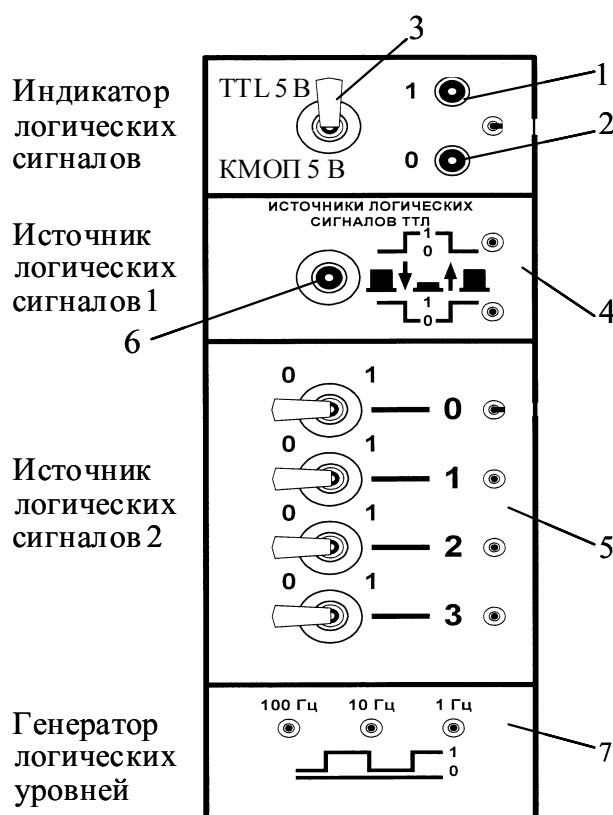 3
Индикатор
логических
сигналов
TTL 5 В
КМОП 5 В
1
0
1
2
Источник
логических
сигналов 1
ИСТОЧНИКИ ЛОГИЧЕСКИХ
СИГНАЛОВ ТТЛ
1
0
1
0
6
4
Источник
логических
сигналов 2
0 1
0
0 1
1
0 1
2
0 1
3
5
Генератор
логических
уровней
100 Гц 10 Гц 1 Гц
1
0
7